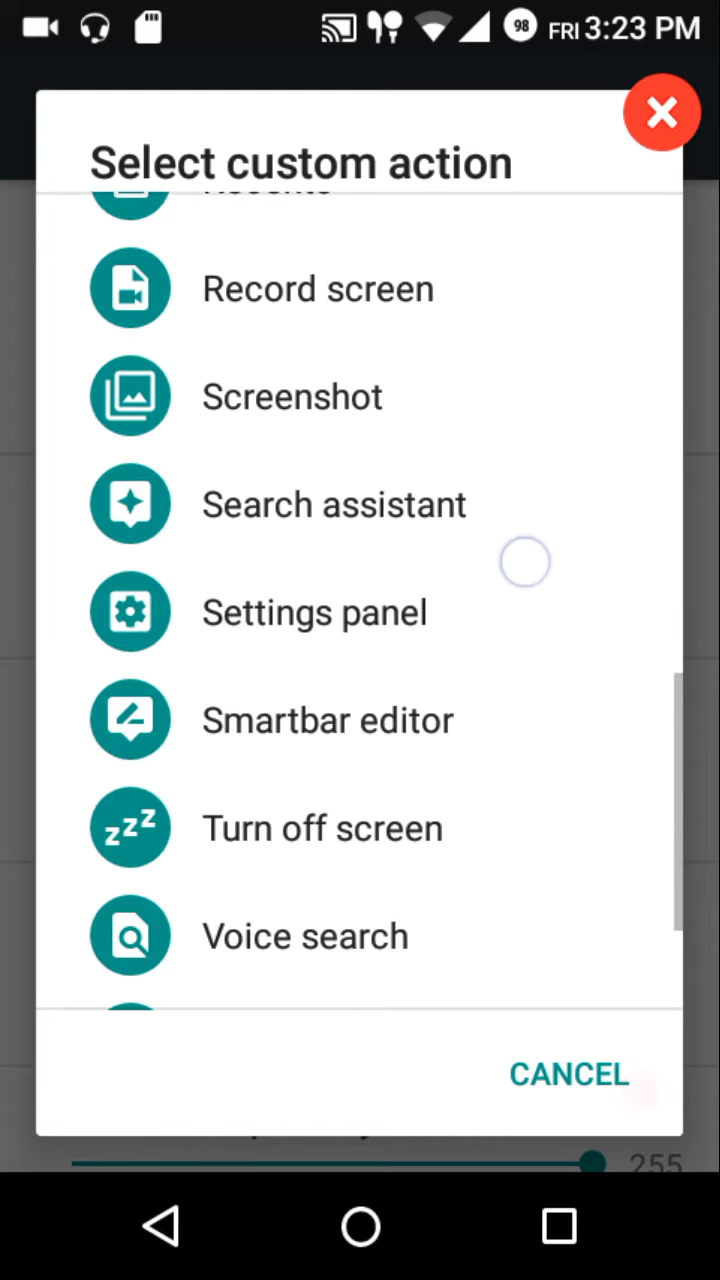 98 FRI 3:23 PM
Select custom action
Record screen
Screenshot
Search assistant
Settings panel
Smartbar editor
zzz Turn off screen
Voice search
CANCEL
255